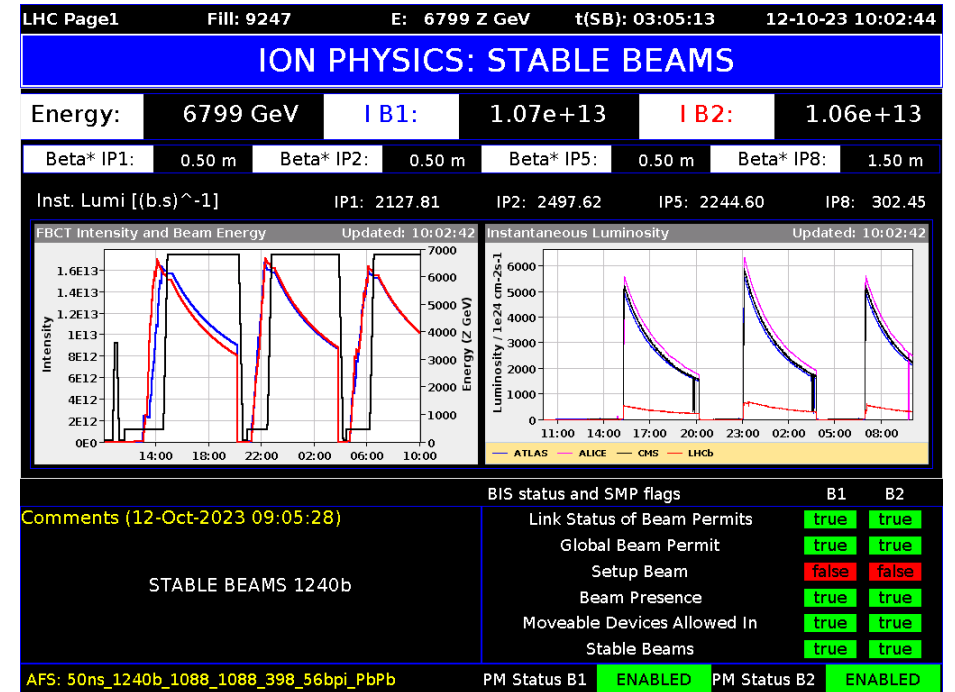 LHC Page1 Fill: 9247 E: 6799 Z GeV t(SB): 03:05:13 12-10-23 10:02:44
ION PHYSICS: STABLE BEAMS
Energy: 6799 GeV I B1: 1.07e+13 I B2: 1.06e+13
Beta* IP1: 0.50 m Beta* IP2: 0.50 m Beta* IP5: 0.50 m Beta* IP8: 1.50 m
Inst. Lumi [(b.s)^-1] IP1: 2127.81 IP2: 2497.62 IP5: 2244.60 IP8: 302.45
FBCT Intensity and Beam Energy Updated: 10:02:42
Intensity
1.6E13
1.4E13
1.2E13
1E13
8E12
6E12
4E12
2E12
0E0
7000
6000
5000
4000
3000
2000
1000
0
Energy (Z GeV)
14:00 18:00 22:00 02:00 06:00 10:00
Instantaneous Luminosity Updated: 10:02:42
Luminosity / 1e24 cm-2s-1
6000
5000
4000
3000
2000
1000
0
11:00 14:00 17:00 20:00 23:00 02:00 05:00 08:00
ATLAS ALICE CMS LHCb
BIS status and SMP flags B1 B2
Comments (12-Oct-2023 09:05:28)
STABLE BEAMS 1240b
Link Status of Beam Permits true true
Global Beam Permit true true
Setup Beam false false
Beam Presence true true
Moveable Devices Allowed In true true
Stable Beams true true
AFS: 50ns_1240b_1088_1088_398_56bpi_PbPb PM Status B1 ENABLED PM Status B2 ENABLED